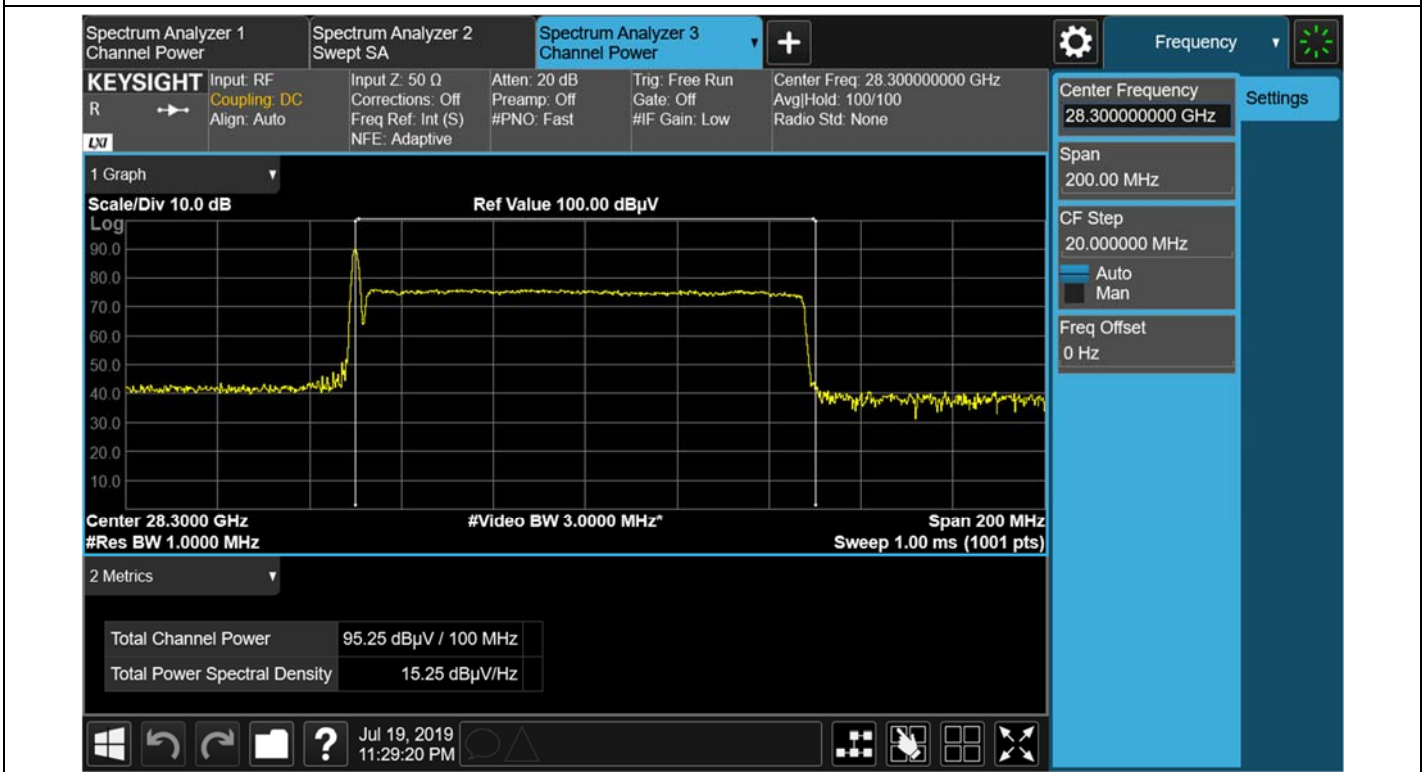 Spectrum Analyzer 1
Channel Power
Spectrum Analyzer 2
Swept SA
Spectrum Analyzer 3
Channel Power
Frequency
KEYSIGHT
R
LXI
Input: RF
Coupling: DC
Align: Auto
Input Z: 50 Ω
Corrections: Off
Freq Ref: Int (S)
NFE: Adaptive
Atten: 20 dB
Preamp: Off
#PNO: Fast
Trig: Free Run
Gate: Off
#IF Gain: Low
Center Freq: 28.300000000 GHz
Avg|Hold: 100/100
Radio Std: None
Center Frequency
28.300000000 GHz
Settings
Span
200.00 MHz
CF Step
20.000000 MHz
Auto
Man
Freq Offset
0 Hz
1 Graph
Scale/Div 10.0 dB
Ref Value 100.00 dBµV
Log
90.0
80.0
70.0
60.0
50.0
40.0
30.0
20.0
10.0
Center 28.3000 GHz
#Video BW 3.0000 MHz*
Span 200 MHz
#Res BW 1.0000 MHz
Sweep 1.00 ms (1001 pts)
2 Metrics
Total Channel Power 95.25 dBµV / 100 MHz
Total Power Spectral Density 15.25 dBµV/Hz
?
Jul 19, 2019
11:29:20 PM